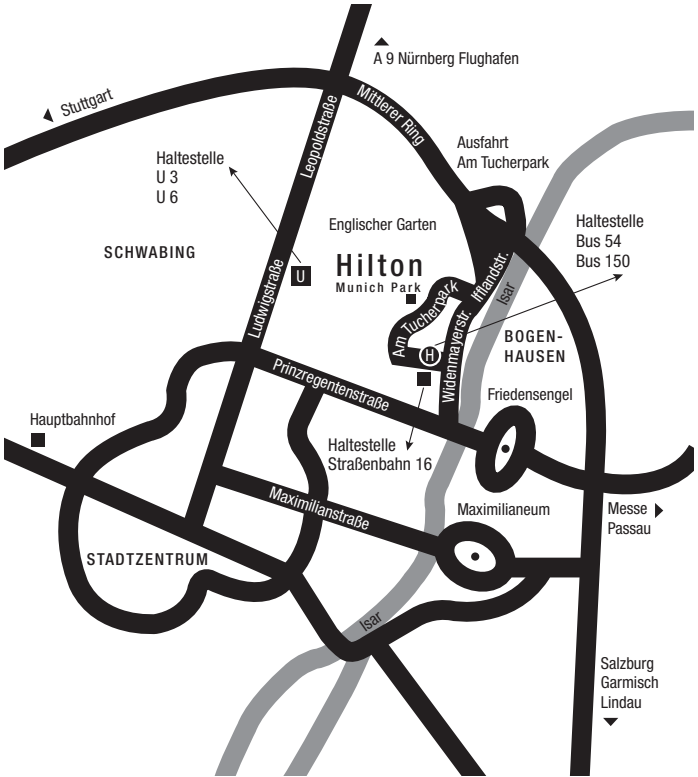 A 9 Nürnberg Flughafen
Stuttgart
Mittlerer Ring
Leopoldstraße
Ausfahrt
Am Tucherpark
Haltestelle
U 3
U 6
Englischer Garten
Haltestelle
Bus 54
Bus 150
SCHWABING
Hilton
Munich Park
U
Ludwigstraße
Am Tucherpark
Ifflandstr.
Isar
H
Widenmayerstr.
BOGEN-
HAUSEN
Prinzregentenstraße
Friedensengel
Hauptbahnhof
Haltestelle
Straßenbahn 16
Maximilianstraße
Maximilianeum
Messe
Passau
STADTZENTRUM
Isar
Salzburg
Garmisch
Lindau